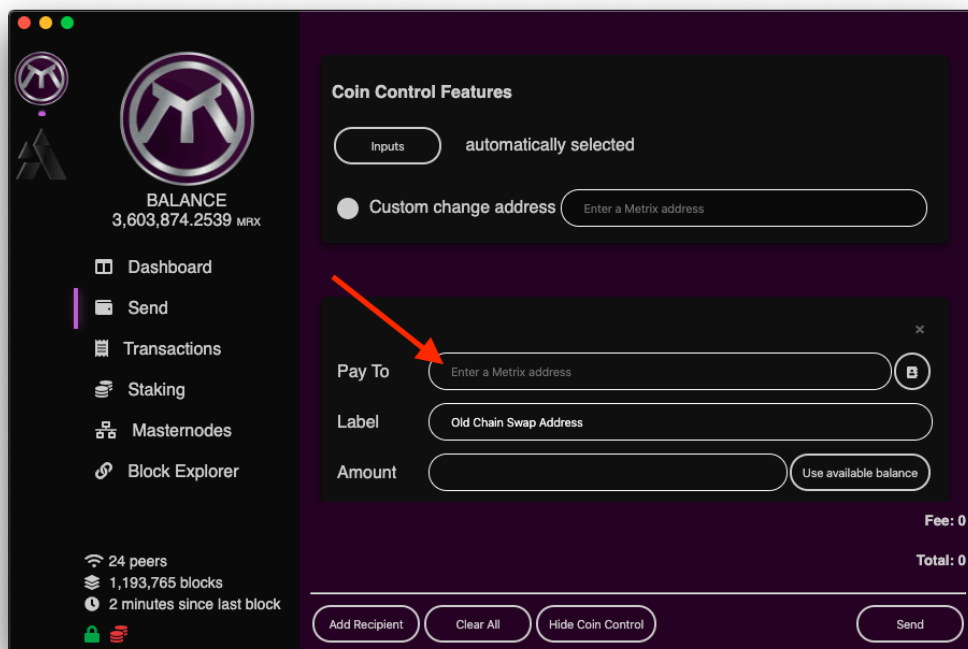 BALANCE
3,603,874.2539 MRX
Dashboard
Send
Transactions
Staking
Masternodes
Block Explorer
24 peers
1,193,765 blocks
2 minutes since last block
Coin Control Features
Inputs automatically selected
Custom change address Enter a Metrix address
×
Pay To Enter a Metrix address
Label Old Chain Swap Address
Amount Use available balance
Fee: 0
Total: 0
Add Recipient Clear All Hide Coin Control Send